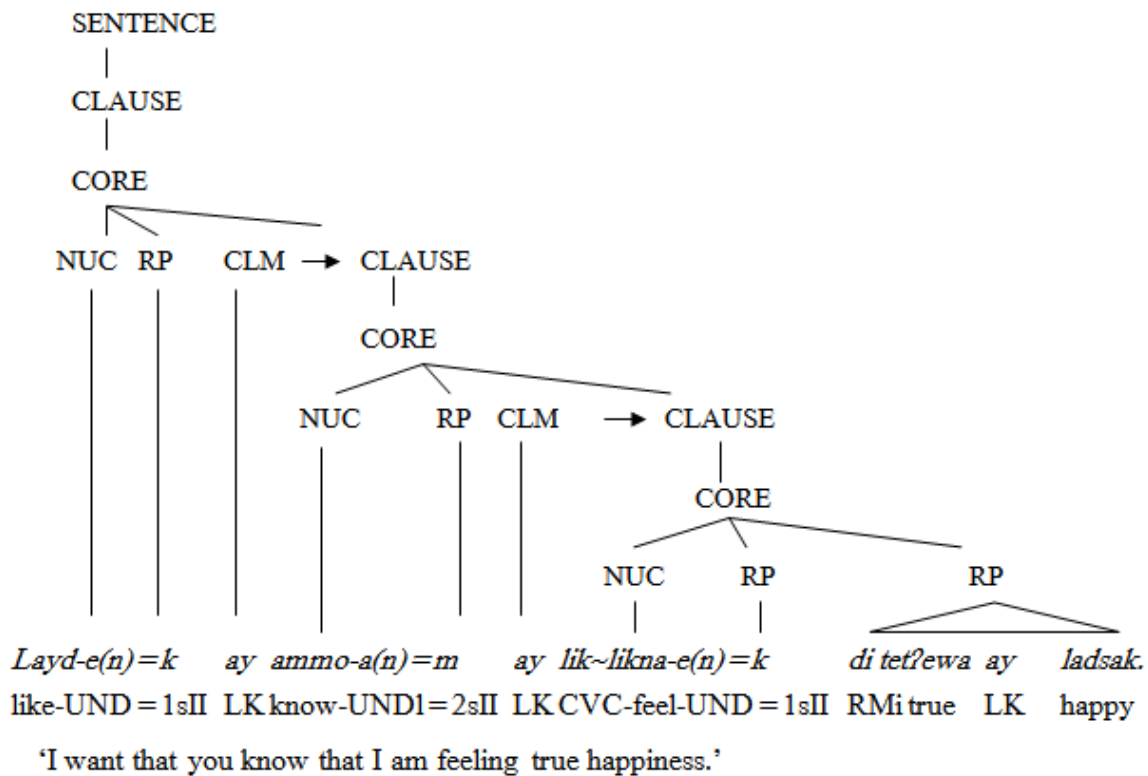 SENTENCE
CLAUSE
CORE
NUC RP CLM CLAUSE
CORE
NUC RP CLM CLAUSE
CORE
NUC RP RP
Layd-e(n)=k ay ammo-a(n)=m ay lik~likna-e(n)=k di tetʔewa ay ladsak.
like-UND=1sII LK know-UND1=2sII LK CVC-feel-UND=1sII RMi true LK happy
‘I want that you know that I am feeling true happiness.’